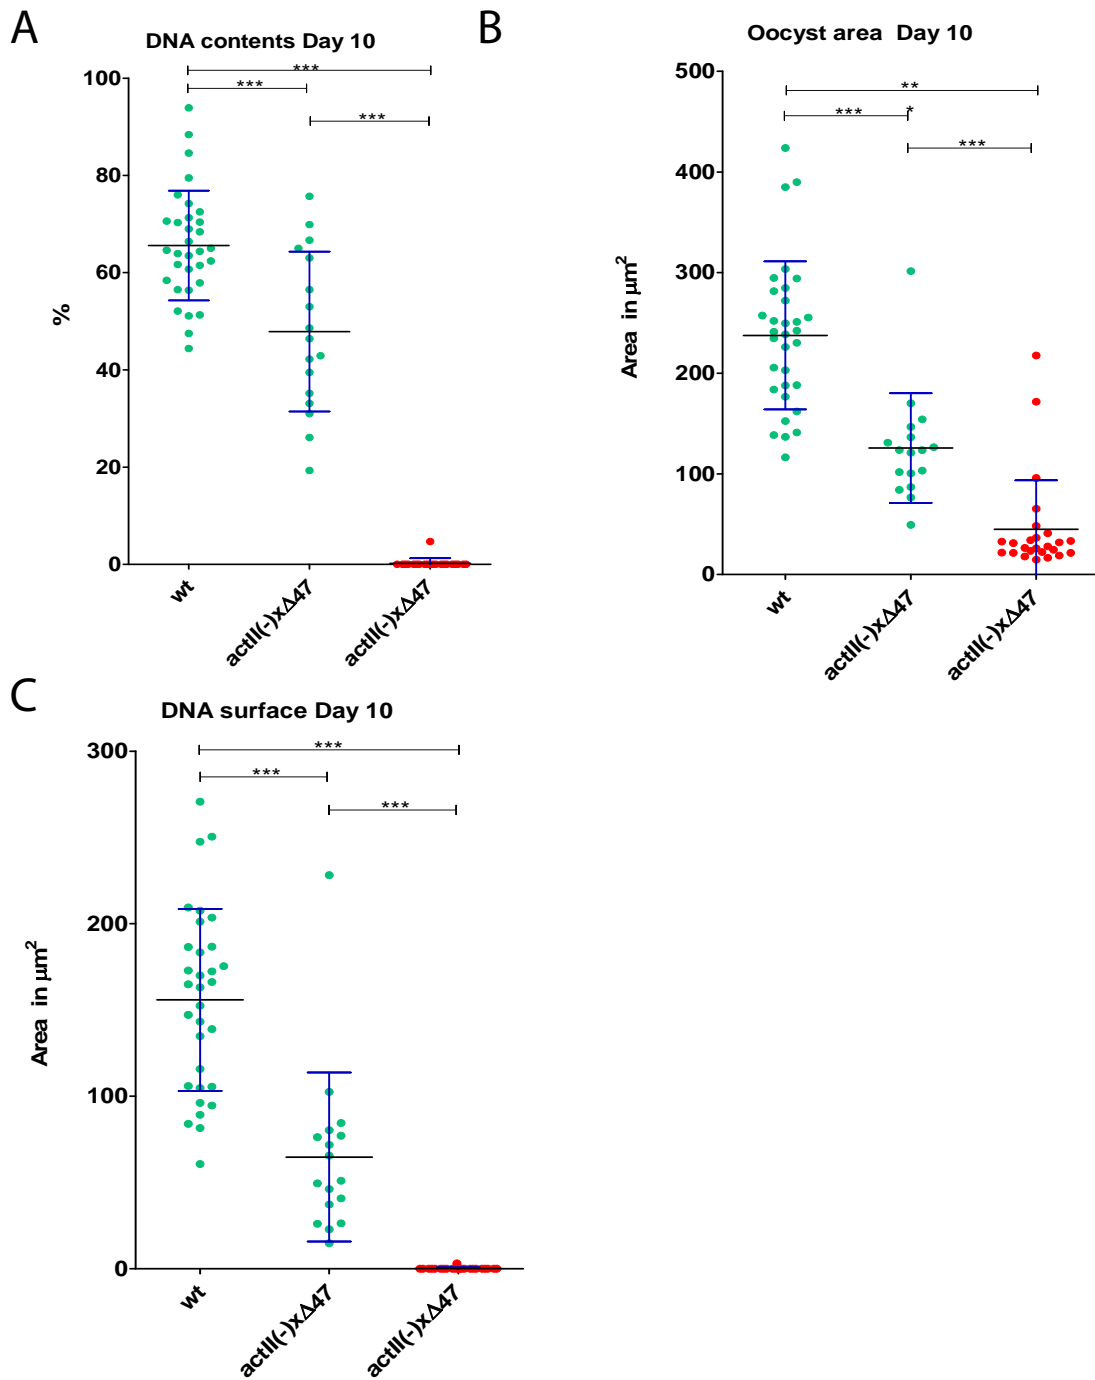 A
DNA contents Day 10
***
***
***
100
80
60
40
20
0
%
wt
actII(-)xΔ47
actII(-)xΔ47
B
Oocyst area Day 10
**
*** *
***
500
400
300
200
100
0
Area in μm²
wt
actII(-)xΔ47
actII(-)xΔ47
C
DNA surface Day 10
***
***
***
300
200
100
0
Area in μm²
wt
actII(-)xΔ47
actII(-)xΔ47